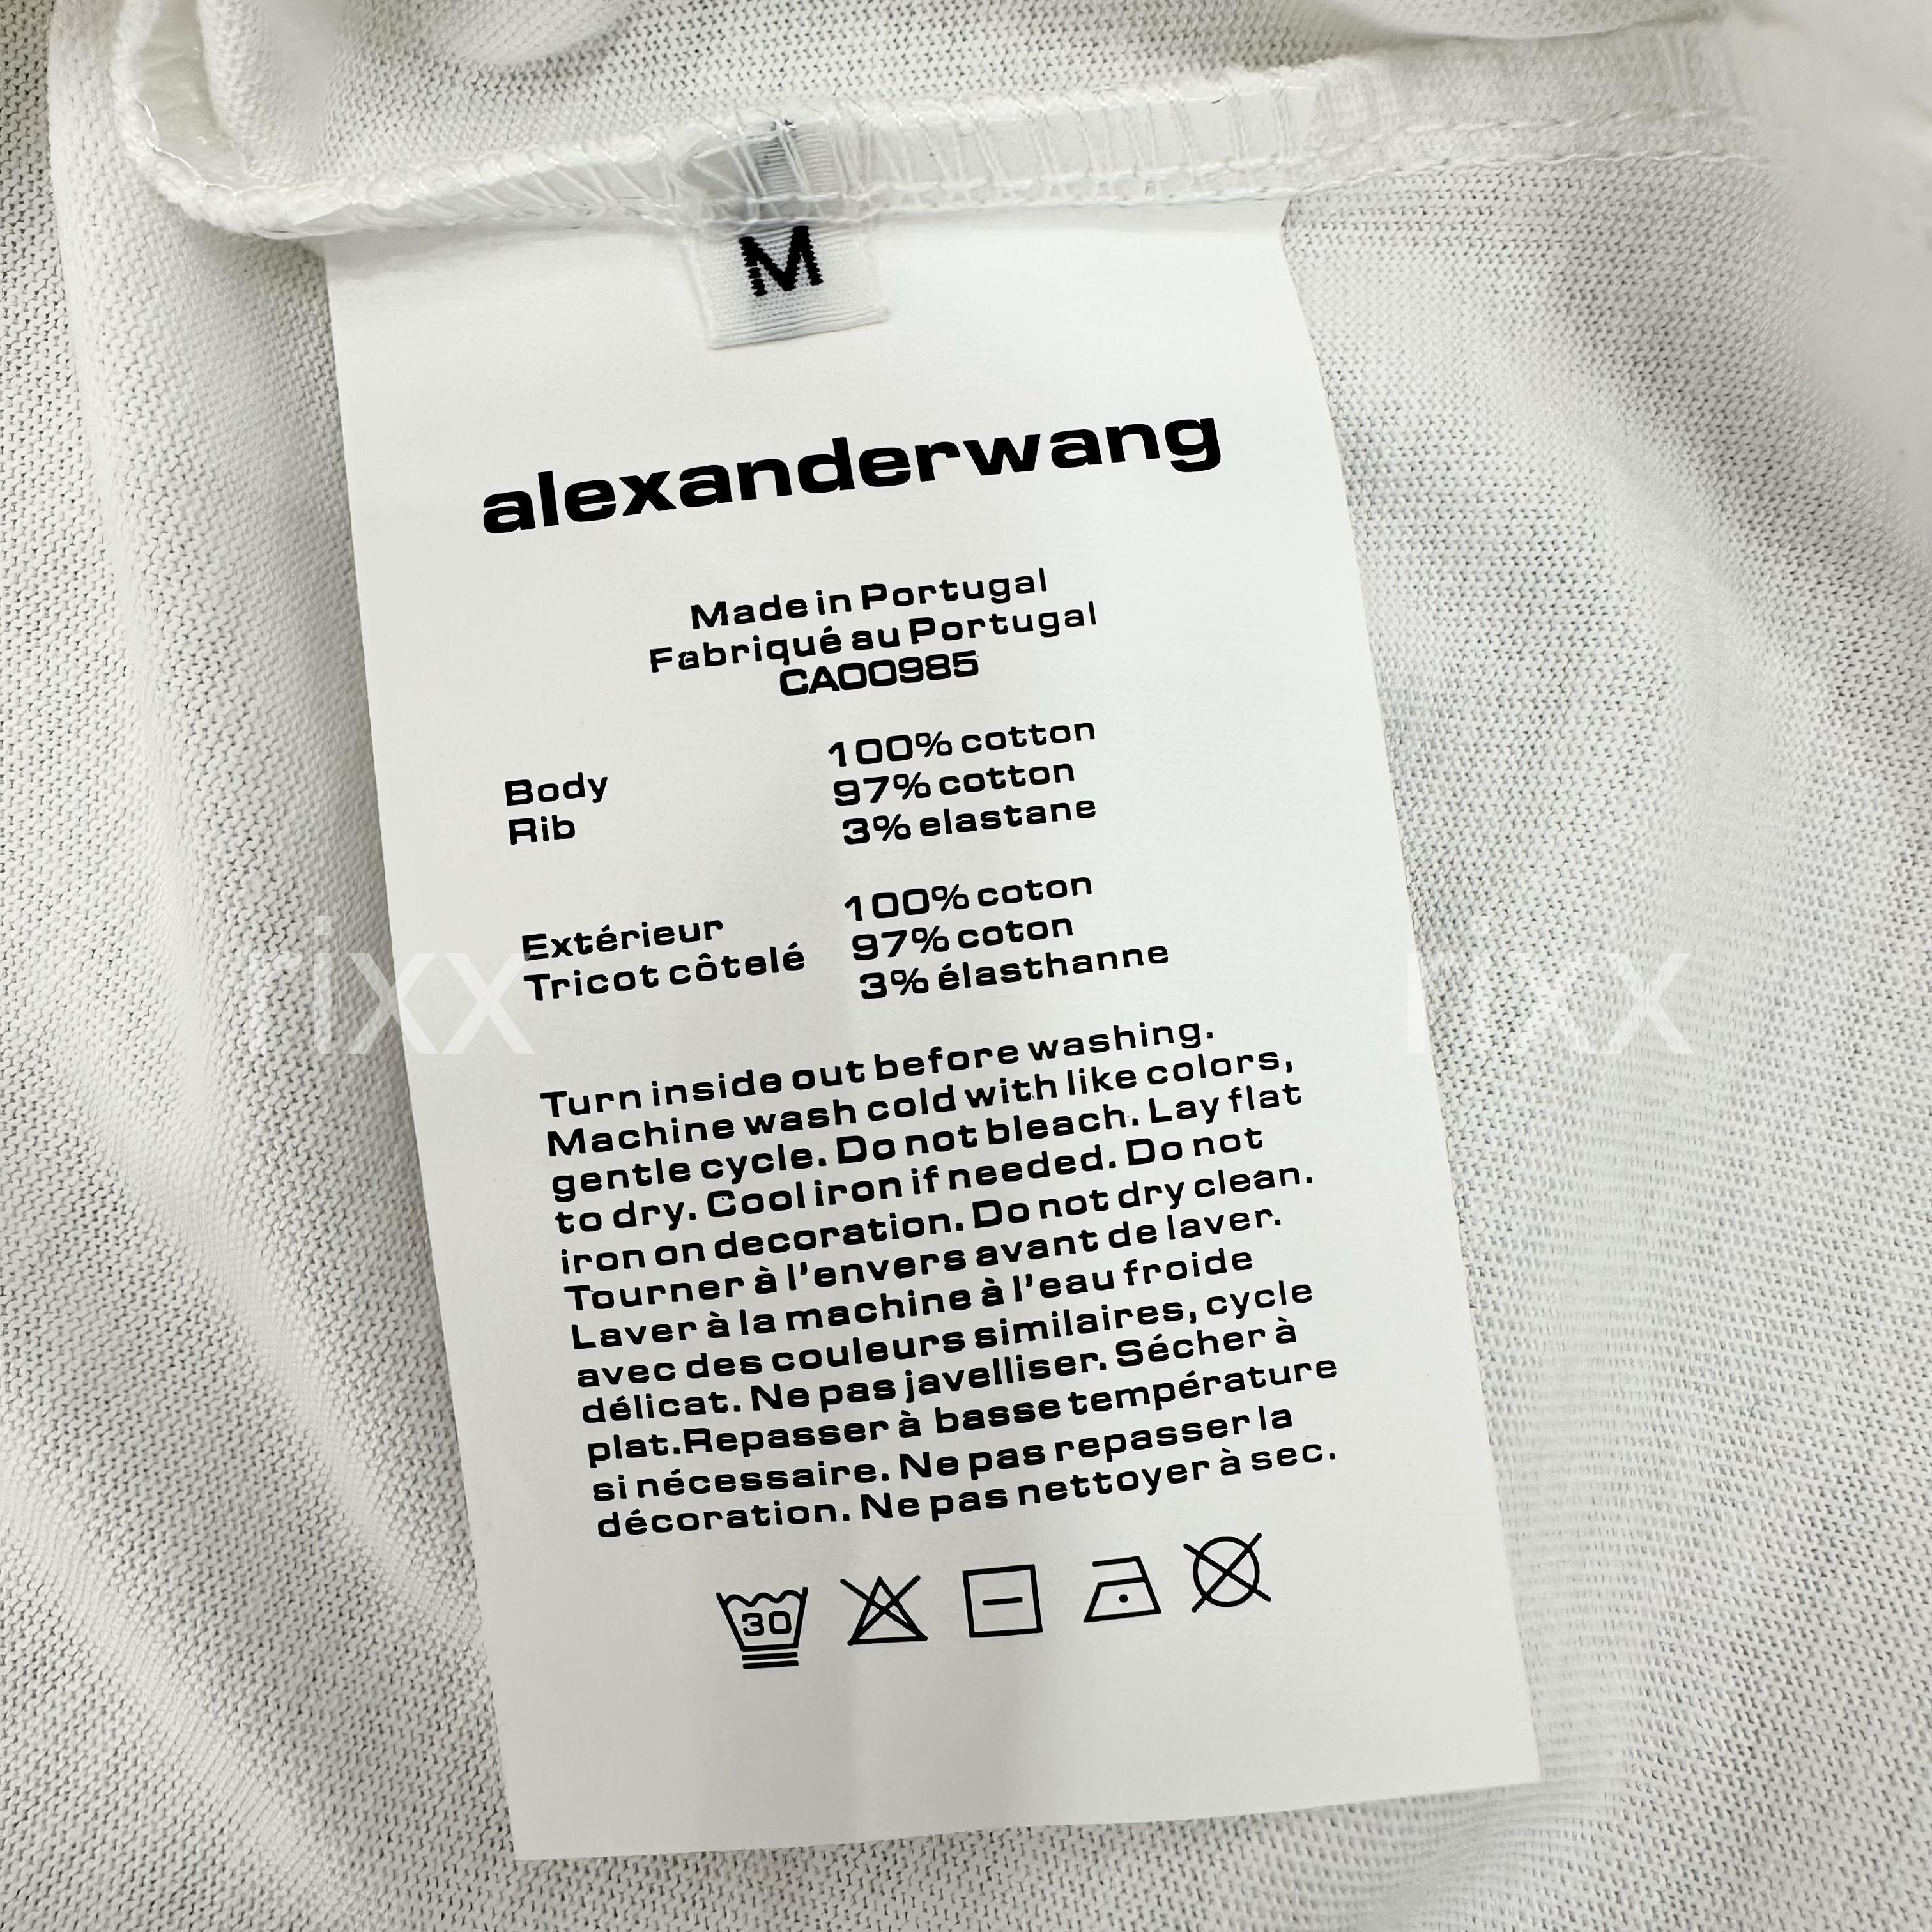 M
alexanderwang
Made in Portugal
Fabriqué au Portugal
CA00985
100% cotton
Body 97% cotton
Rib 3% elastane
100% coton
Extérieur 97% coton
Tricot côtelé 3% élasthanne
rixx rixx
Turn inside out before washing.
Machine wash cold with like colors,
gentle cycle. Do not bleach. Lay flat
to dry. Cool iron if needed. Do not
iron on decoration. Do not dry clean.
Tourner à l'envers avant de laver.
Laver à la machine à l'eau froide
avec des couleurs similaires, cycle
délicat. Ne pas javelliser. Sécher à
plat.Repasser à basse température
si nécessaire. Ne pas repasser la
décoration. Ne pas nettoyer à sec.
30